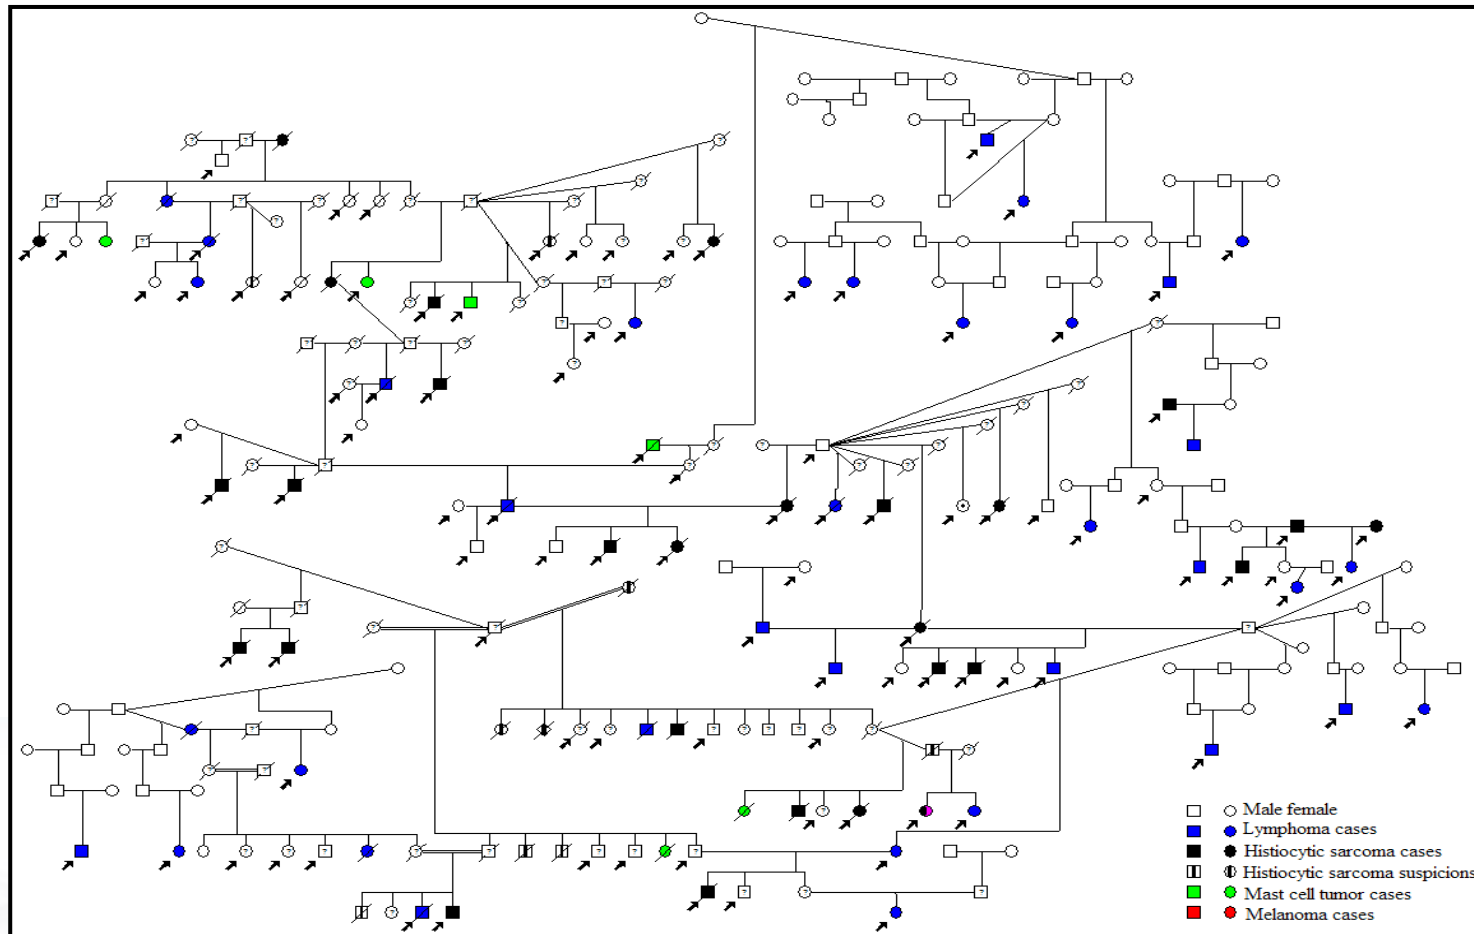 Male female
Lymphoma cases
Histiocytic sarcoma cases
Histiocytic sarcoma suspicions
Mast cell tumor cases
Melanoma cases